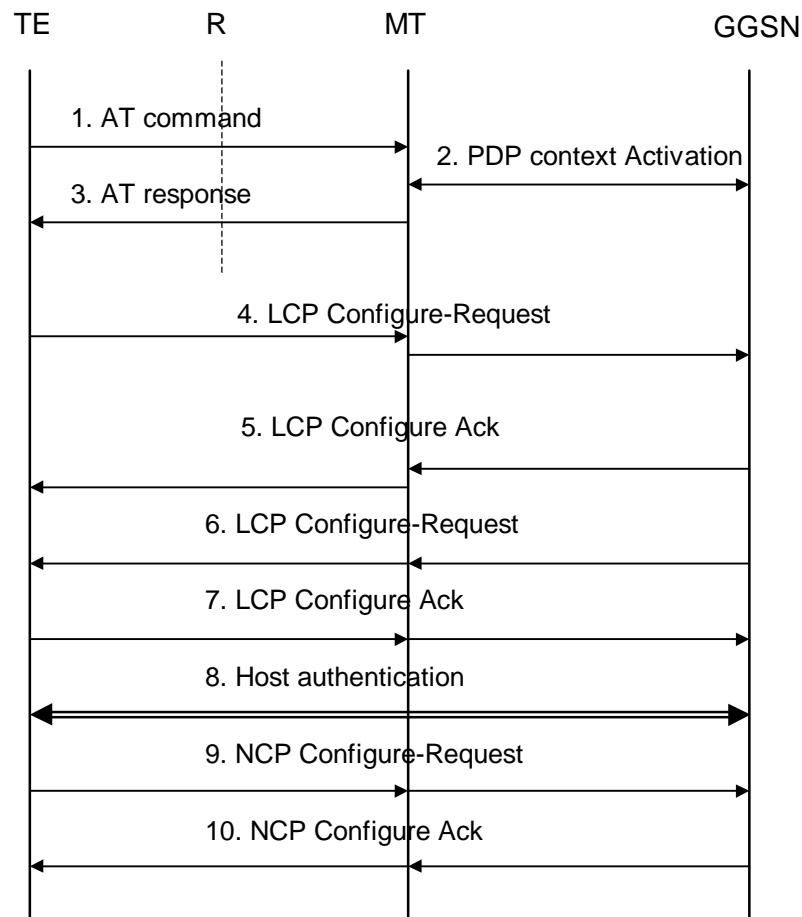 TE R MT GGSN
1. AT command
2. PDP context Activation
3. AT response
4. LCP Configure-Request
5. LCP Configure Ack
6. LCP Configure-Request
7. LCP Configure Ack
8. Host authentication
9. NCP Configure-Request
10. NCP Configure Ack